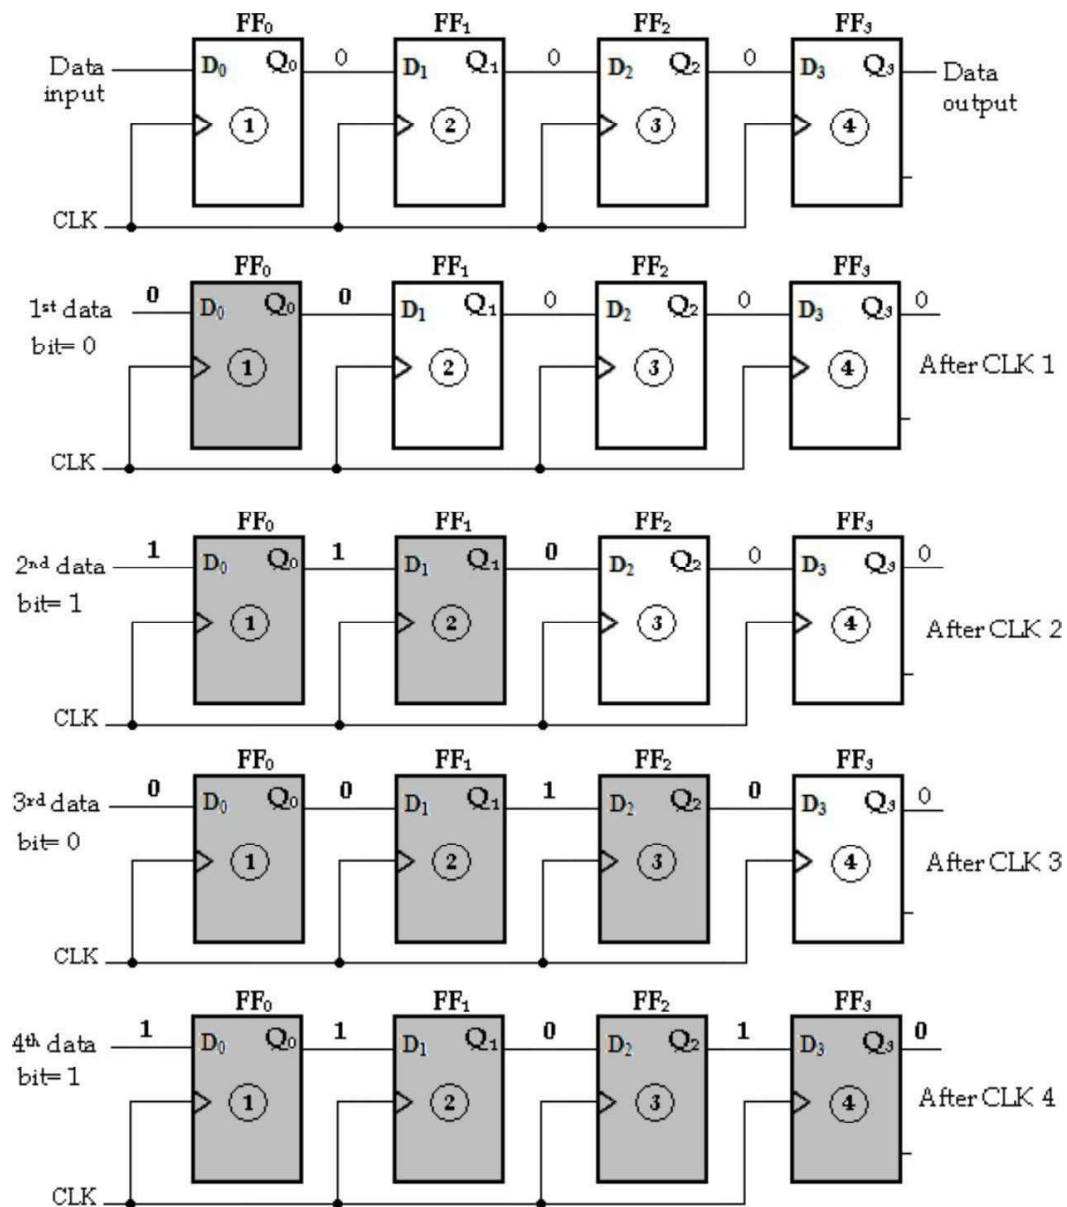 FF₀ FF₁ FF₂ FF₃
Data input D₀ Q₀ 0 D₁ Q₁ 0 D₂ Q₂ 0 D₃ Q₃ Data output
1 2 3 4
CLK
FF₀ FF₁ FF₂ FF₃
1st data bit= 0 0 D₀ Q₀ 0 D₁ Q₁ 0 D₂ Q₂ 0 D₃ Q₃ 0
1 2 3 4 After CLK 1
CLK
FF₀ FF₁ FF₂ FF₃
2nd data bit= 1 1 D₀ Q₀ 1 D₁ Q₁ 0 D₂ Q₂ 0 D₃ Q₃ 0
1 2 3 4 After CLK 2
CLK
FF₀ FF₁ FF₂ FF₃
3rd data bit= 0 0 D₀ Q₀ 0 D₁ Q₁ 1 D₂ Q₂ 0 D₃ Q₃ 0
1 2 3 4 After CLK 3
CLK
FF₀ FF₁ FF₂ FF₃
4th data bit= 1 1 D₀ Q₀ 1 D₁ Q₁ 0 D₂ Q₂ 1 D₃ Q₃ 0
1 2 3 4 After CLK 4
CLK